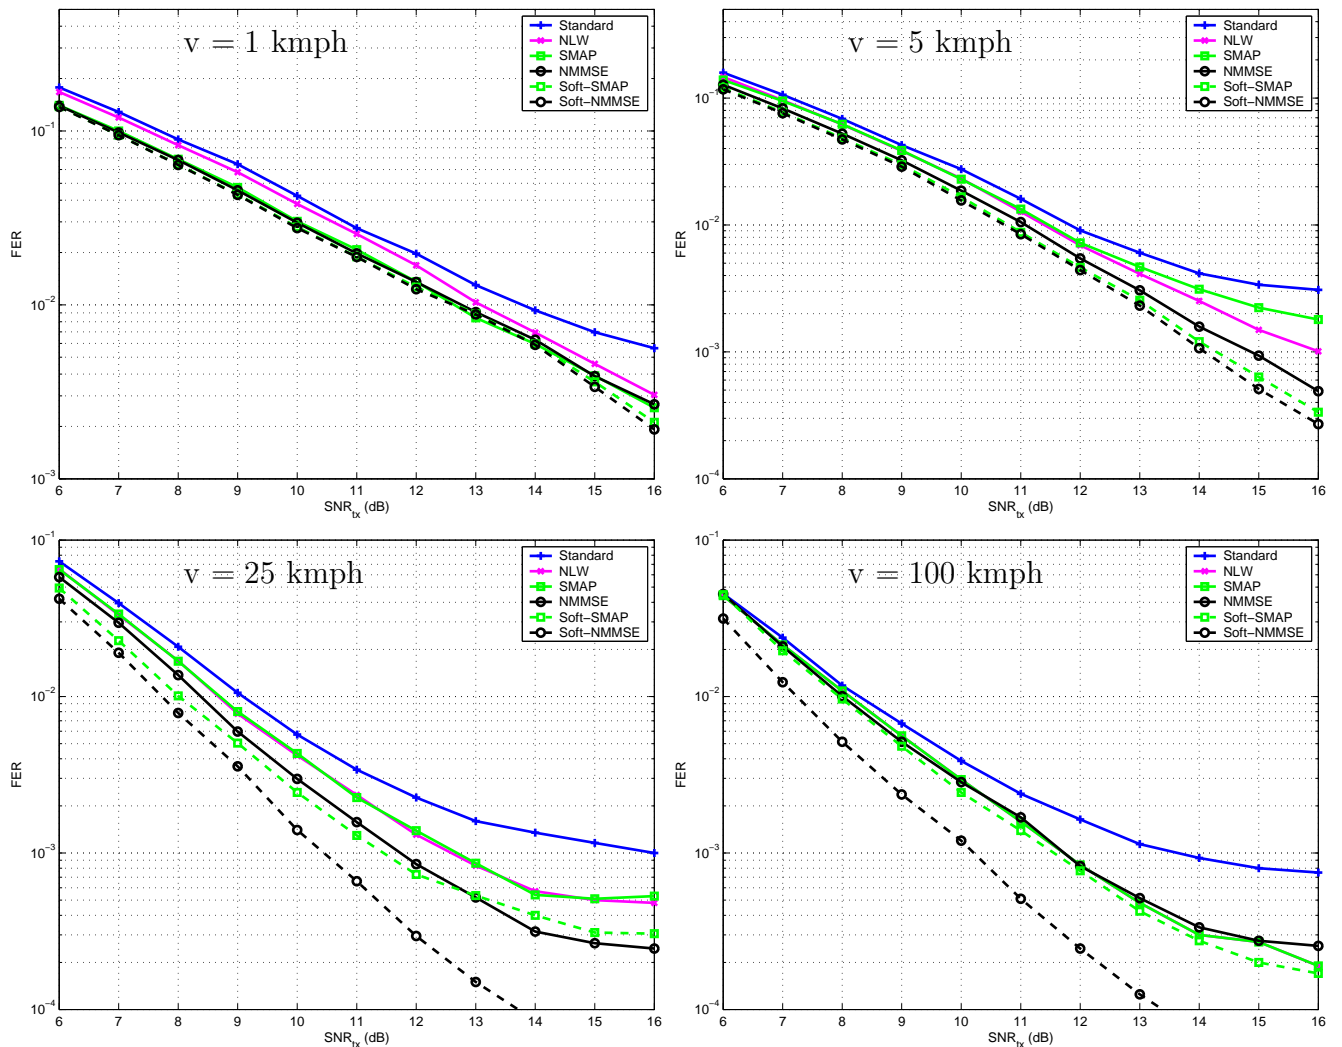 v = 1 kmph
Standard
NLW
SMAP
NMMSE
Soft−SMAP
Soft−NMMSE
FER
10⁻¹
10⁻²
10⁻³
6 7 8 9 10 11 12 13 14 15 16
SNR_tx (dB)
v = 5 kmph
Standard
NLW
SMAP
NMMSE
Soft−SMAP
Soft−NMMSE
FER
10⁻¹
10⁻²
10⁻³
10⁻⁴
6 7 8 9 10 11 12 13 14 15 16
SNR_tx (dB)
v = 25 kmph
Standard
NLW
SMAP
NMMSE
Soft−SMAP
Soft−NMMSE
FER
10⁻¹
10⁻²
10⁻³
10⁻⁴
6 7 8 9 10 11 12 13 14 15 16
SNR_tx (dB)
v = 100 kmph
Standard
NLW
SMAP
NMMSE
Soft−SMAP
Soft−NMMSE
FER
10⁻¹
10⁻²
10⁻³
10⁻⁴
6 7 8 9 10 11 12 13 14 15 16
SNR_tx (dB)